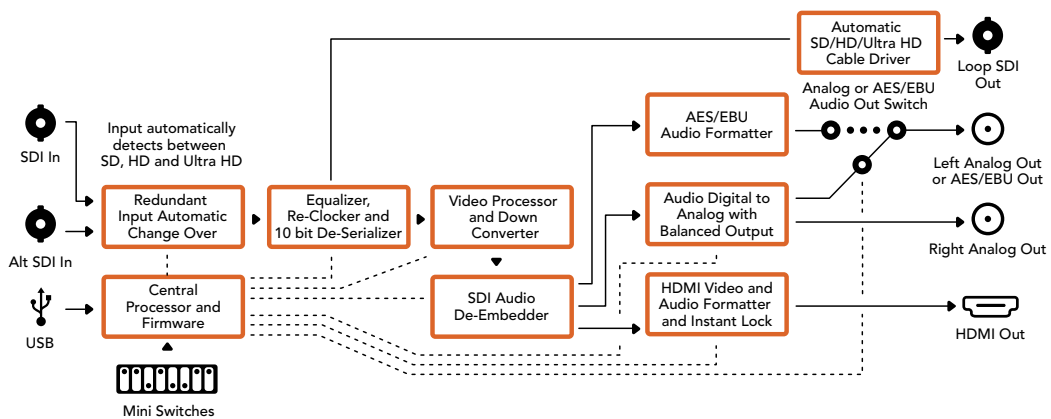 Automatic
SD/HD/Ultra HD
Cable Driver
Loop SDI
Out
Analog or AES/EBU
Audio Out Switch
AES/EBU
Audio Formatter
SDI In
Input automatically
detects between
SD, HD and Ultra HD
Left Analog Out
or AES/EBU Out
Redundant
Input Automatic
Change Over
Equalizer,
Re-Clocker and
10 bit De-Serializer
Video Processor
and Down
Converter
Audio Digital to
Analog with
Balanced Output
Alt SDI In
Right Analog Out
Central
Processor and
Firmware
SDI Audio
De-Embedder
HDMI Video and
Audio Formatter
and Instant Lock
USB
HDMI Out
Mini Switches